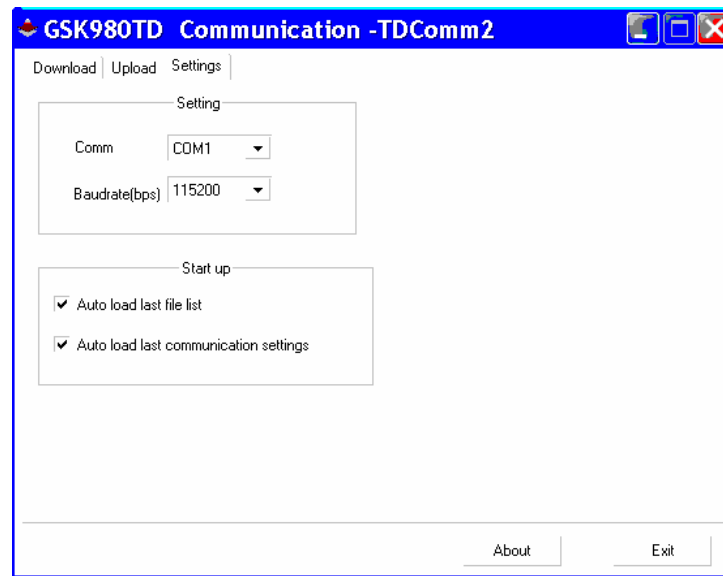 GSK980TD Communication -TDComm2
Download Upload Settings
Setting
Comm COM1
Baudrate(bps) 115200
Start up
Auto load last file list
Auto load last communication settings
About Exit